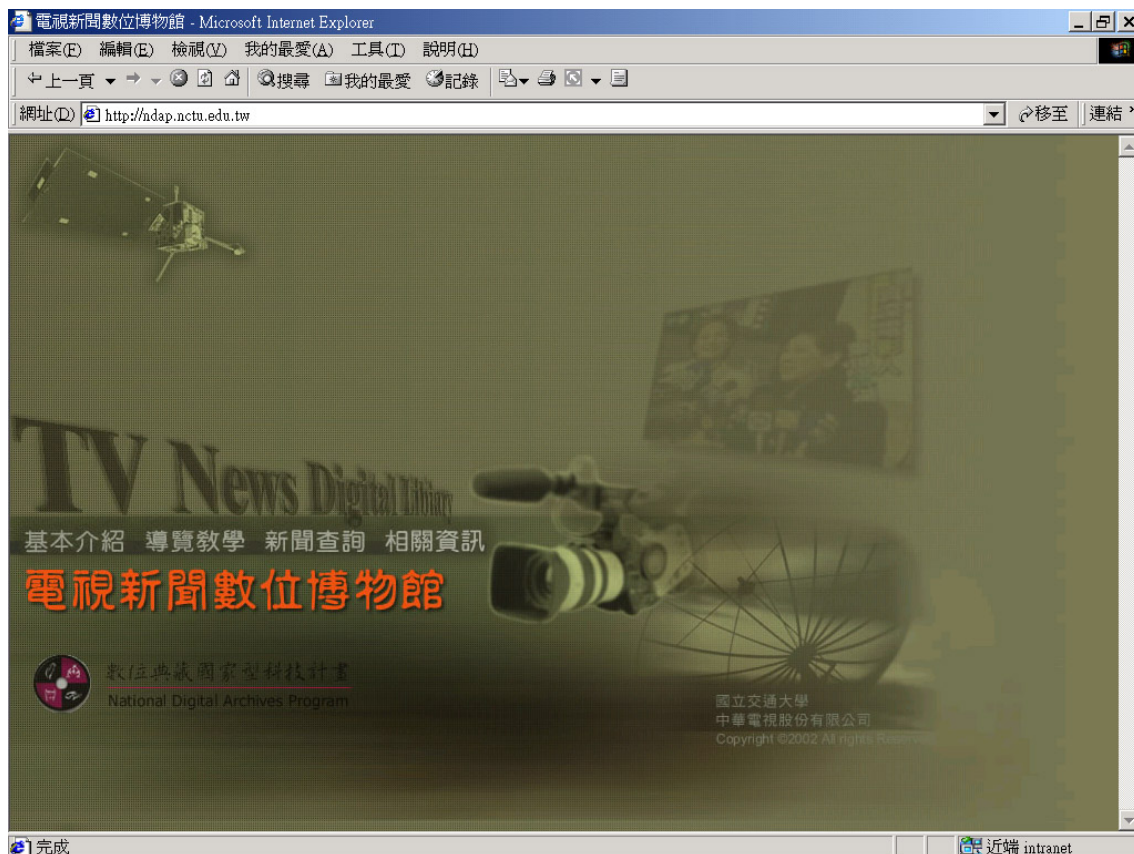 電視新聞數位博物館 - Microsoft Internet Explorer
檔案(F) 編輯(E) 檢視(V) 我的最愛(A) 工具(T) 說明(H)
上一頁 搜尋 我的最愛 記錄
網址(D) http://ndap.nctu.edu.tw 移至 連結
TV News Digital Library
基本介紹 導覽教學 新聞查詢 相關資訊
電視新聞數位博物館
數位典藏國家型科技計畫
National Digital Archives Program
國立交通大學
中華電視股份有限公司
Copyright ©2002 All rights Reserved
完成 近端 intranet